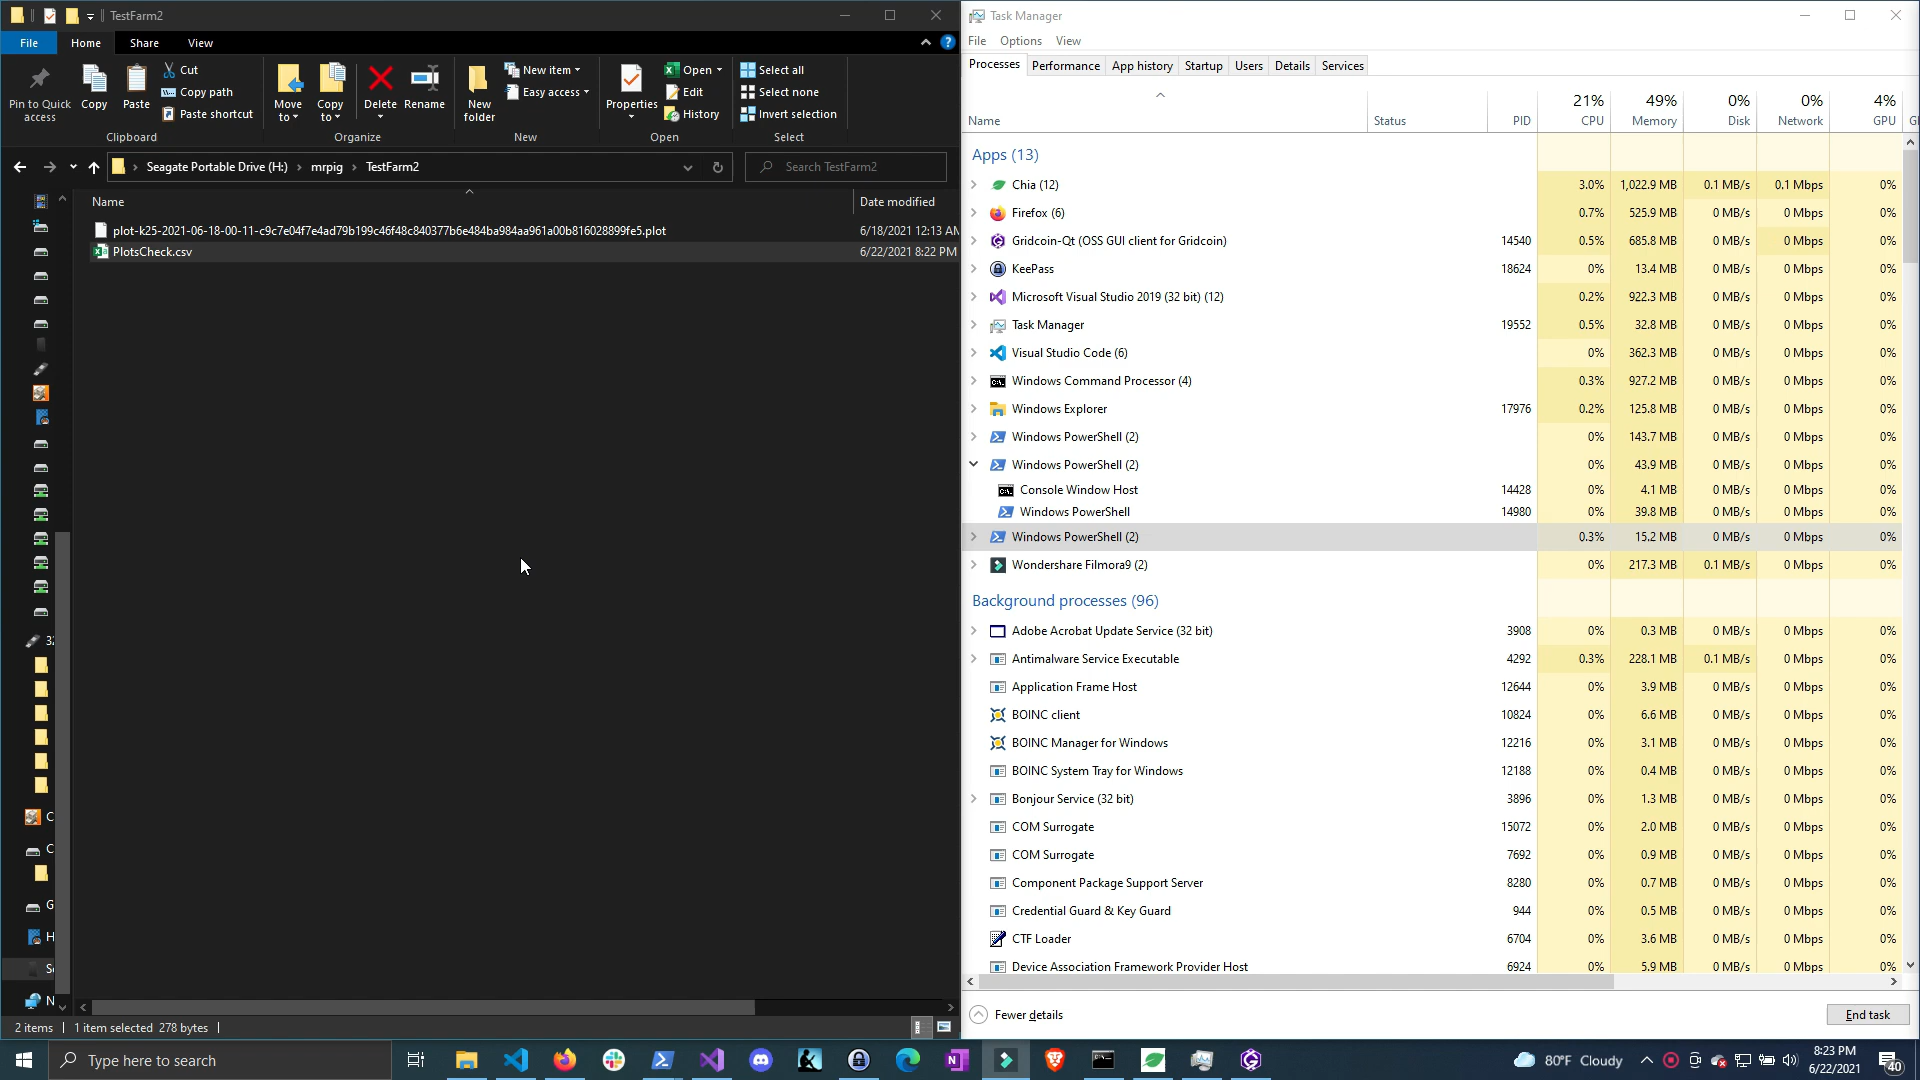 TestFarm2
File
Home
Share
View
Pin to Quick access
Copy
Paste
Cut
Copy path
Paste shortcut
Clipboard
Move to
Copy to
Delete
Rename
Organize
New folder
New item
Easy access
New
Properties
Open
Edit
History
Open
Select all
Select none
Invert selection
Select
Seagate Portable Drive (H:) › mrpig › TestFarm2
Search TestFarm2
Name
Date modified
plot-k25-2021-06-18-00-11-c9c7e04f7e4ad79b199c46f48c840377b6e484ba984aa961a00b816028899fe5.plot 6/18/2021 12:13 AM
PlotsCheck.csv 6/22/2021 8:22 PM
2 items | 1 item selected 278 bytes |
Task Manager
File Options View
Processes Performance App history Startup Users Details Services
21% 49% 0% 0% 4%
Name Status PID CPU Memory Disk Network GPU
Apps (13)
Chia (12) 3.0% 1,022.9 MB 0.1 MB/s 0.1 Mbps 0%
Firefox (6) 0.7% 525.9 MB 0 MB/s 0 Mbps 0%
Gridcoin-Qt (OSS GUI client for Gridcoin) 14540 0.5% 685.8 MB 0 MB/s 0 Mbps 0%
KeePass 18624 0% 13.4 MB 0 MB/s 0 Mbps 0%
Microsoft Visual Studio 2019 (32 bit) (12) 0.2% 922.3 MB 0 MB/s 0 Mbps 0%
Task Manager 19552 0.5% 32.8 MB 0 MB/s 0 Mbps 0%
Visual Studio Code (6) 0% 362.3 MB 0 MB/s 0 Mbps 0%
Windows Command Processor (4) 0.3% 927.2 MB 0 MB/s 0 Mbps 0%
Windows Explorer 17976 0.2% 125.8 MB 0 MB/s 0 Mbps 0%
Windows PowerShell (2) 0% 143.7 MB 0 MB/s 0 Mbps 0%
Windows PowerShell (2) 0% 43.9 MB 0 MB/s 0 Mbps 0%
Console Window Host 14428 0% 4.1 MB 0 MB/s 0 Mbps 0%
Windows PowerShell 14980 0% 39.8 MB 0 MB/s 0 Mbps 0%
Windows PowerShell (2) 0.3% 15.2 MB 0 MB/s 0 Mbps 0%
Wondershare Filmora9 (2) 0% 217.3 MB 0.1 MB/s 0 Mbps 0%
Background processes (96)
Adobe Acrobat Update Service (32 bit) 3908 0% 0.3 MB 0 MB/s 0 Mbps 0%
Antimalware Service Executable 4292 0.3% 228.1 MB 0.1 MB/s 0 Mbps 0%
Application Frame Host 12644 0% 3.9 MB 0 MB/s 0 Mbps 0%
BOINC client 10824 0% 6.6 MB 0 MB/s 0 Mbps 0%
BOINC Manager for Windows 12216 0% 3.1 MB 0 MB/s 0 Mbps 0%
BOINC System Tray for Windows 12188 0% 0.4 MB 0 MB/s 0 Mbps 0%
Bonjour Service (32 bit) 3896 0% 1.3 MB 0 MB/s 0 Mbps 0%
COM Surrogate 15072 0% 2.0 MB 0 MB/s 0 Mbps 0%
COM Surrogate 7692 0% 0.9 MB 0 MB/s 0 Mbps 0%
Component Package Support Server 8280 0% 0.7 MB 0 MB/s 0 Mbps 0%
Credential Guard & Key Guard 944 0% 0.5 MB 0 MB/s 0 Mbps 0%
CTF Loader 6704 0% 3.6 MB 0 MB/s 0 Mbps 0%
Device Association Framework Provider Host 6924 0% 5.9 MB 0 MB/s 0 Mbps 0%
Fewer details
End task
Type here to search
80°F Cloudy
8:23 PM
6/22/2021
40